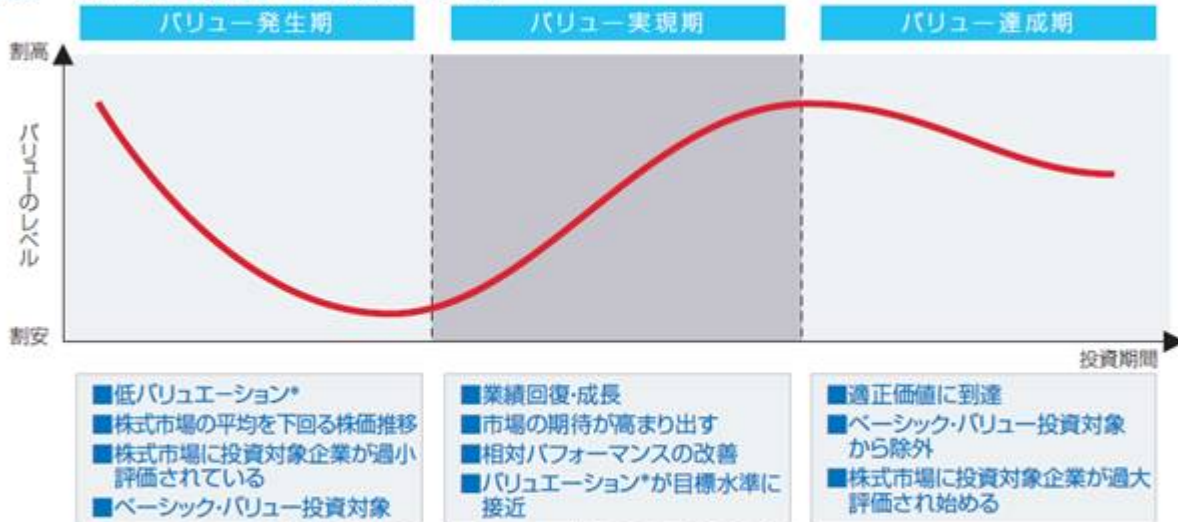 バリュー発生期
バリュー実現期
バリュー達成期
割高
バリューのレベル
割安
投資期間
■低バリュエーション*
■株式市場の平均を下回る株価推移
■株式市場に投資対象企業が過小
評価されている
■ベーシック・バリュー投資対象
■業績回復・成長
■市場の期待が高まり出す
■相対パフォーマンスの改善
■バリュエーション*が目標水準に
接近
■適正価値に到達
■ベーシック・バリュー投資対象
から除外
■株式市場に投資対象企業が過大
評価され始める